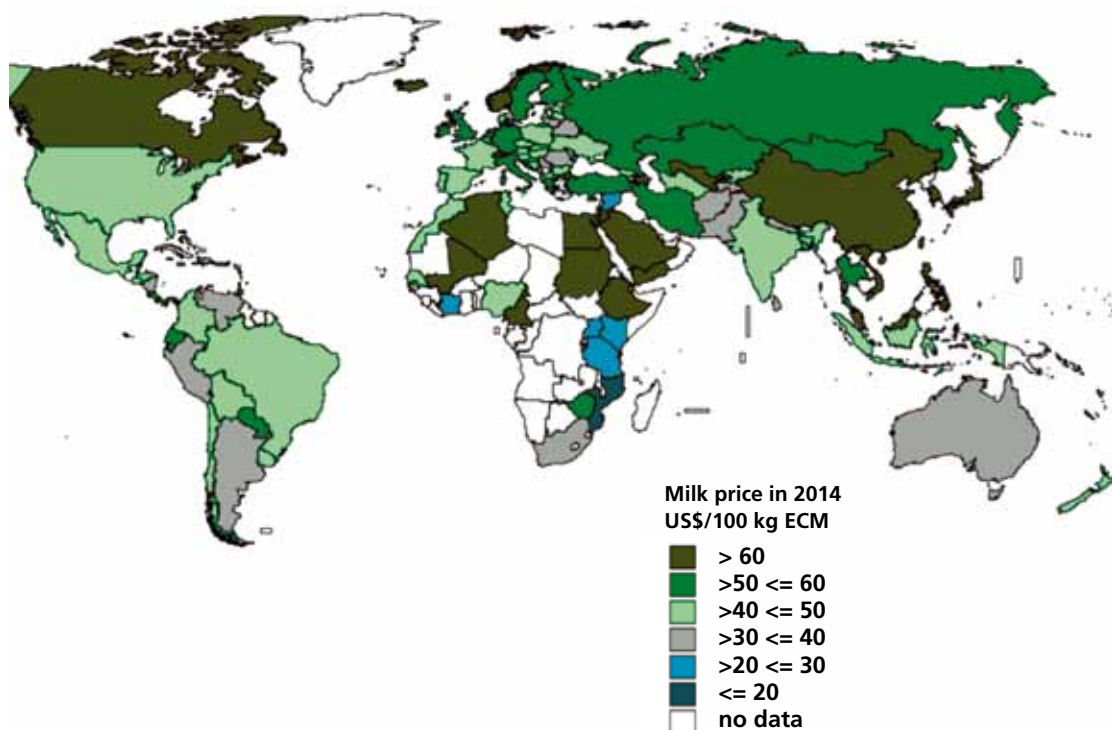 Milk price in 2014
US$/100 kg ECM
> 60
>50 <= 60
>40 <= 50
>30 <= 40
>20 <= 30
<= 20
no data